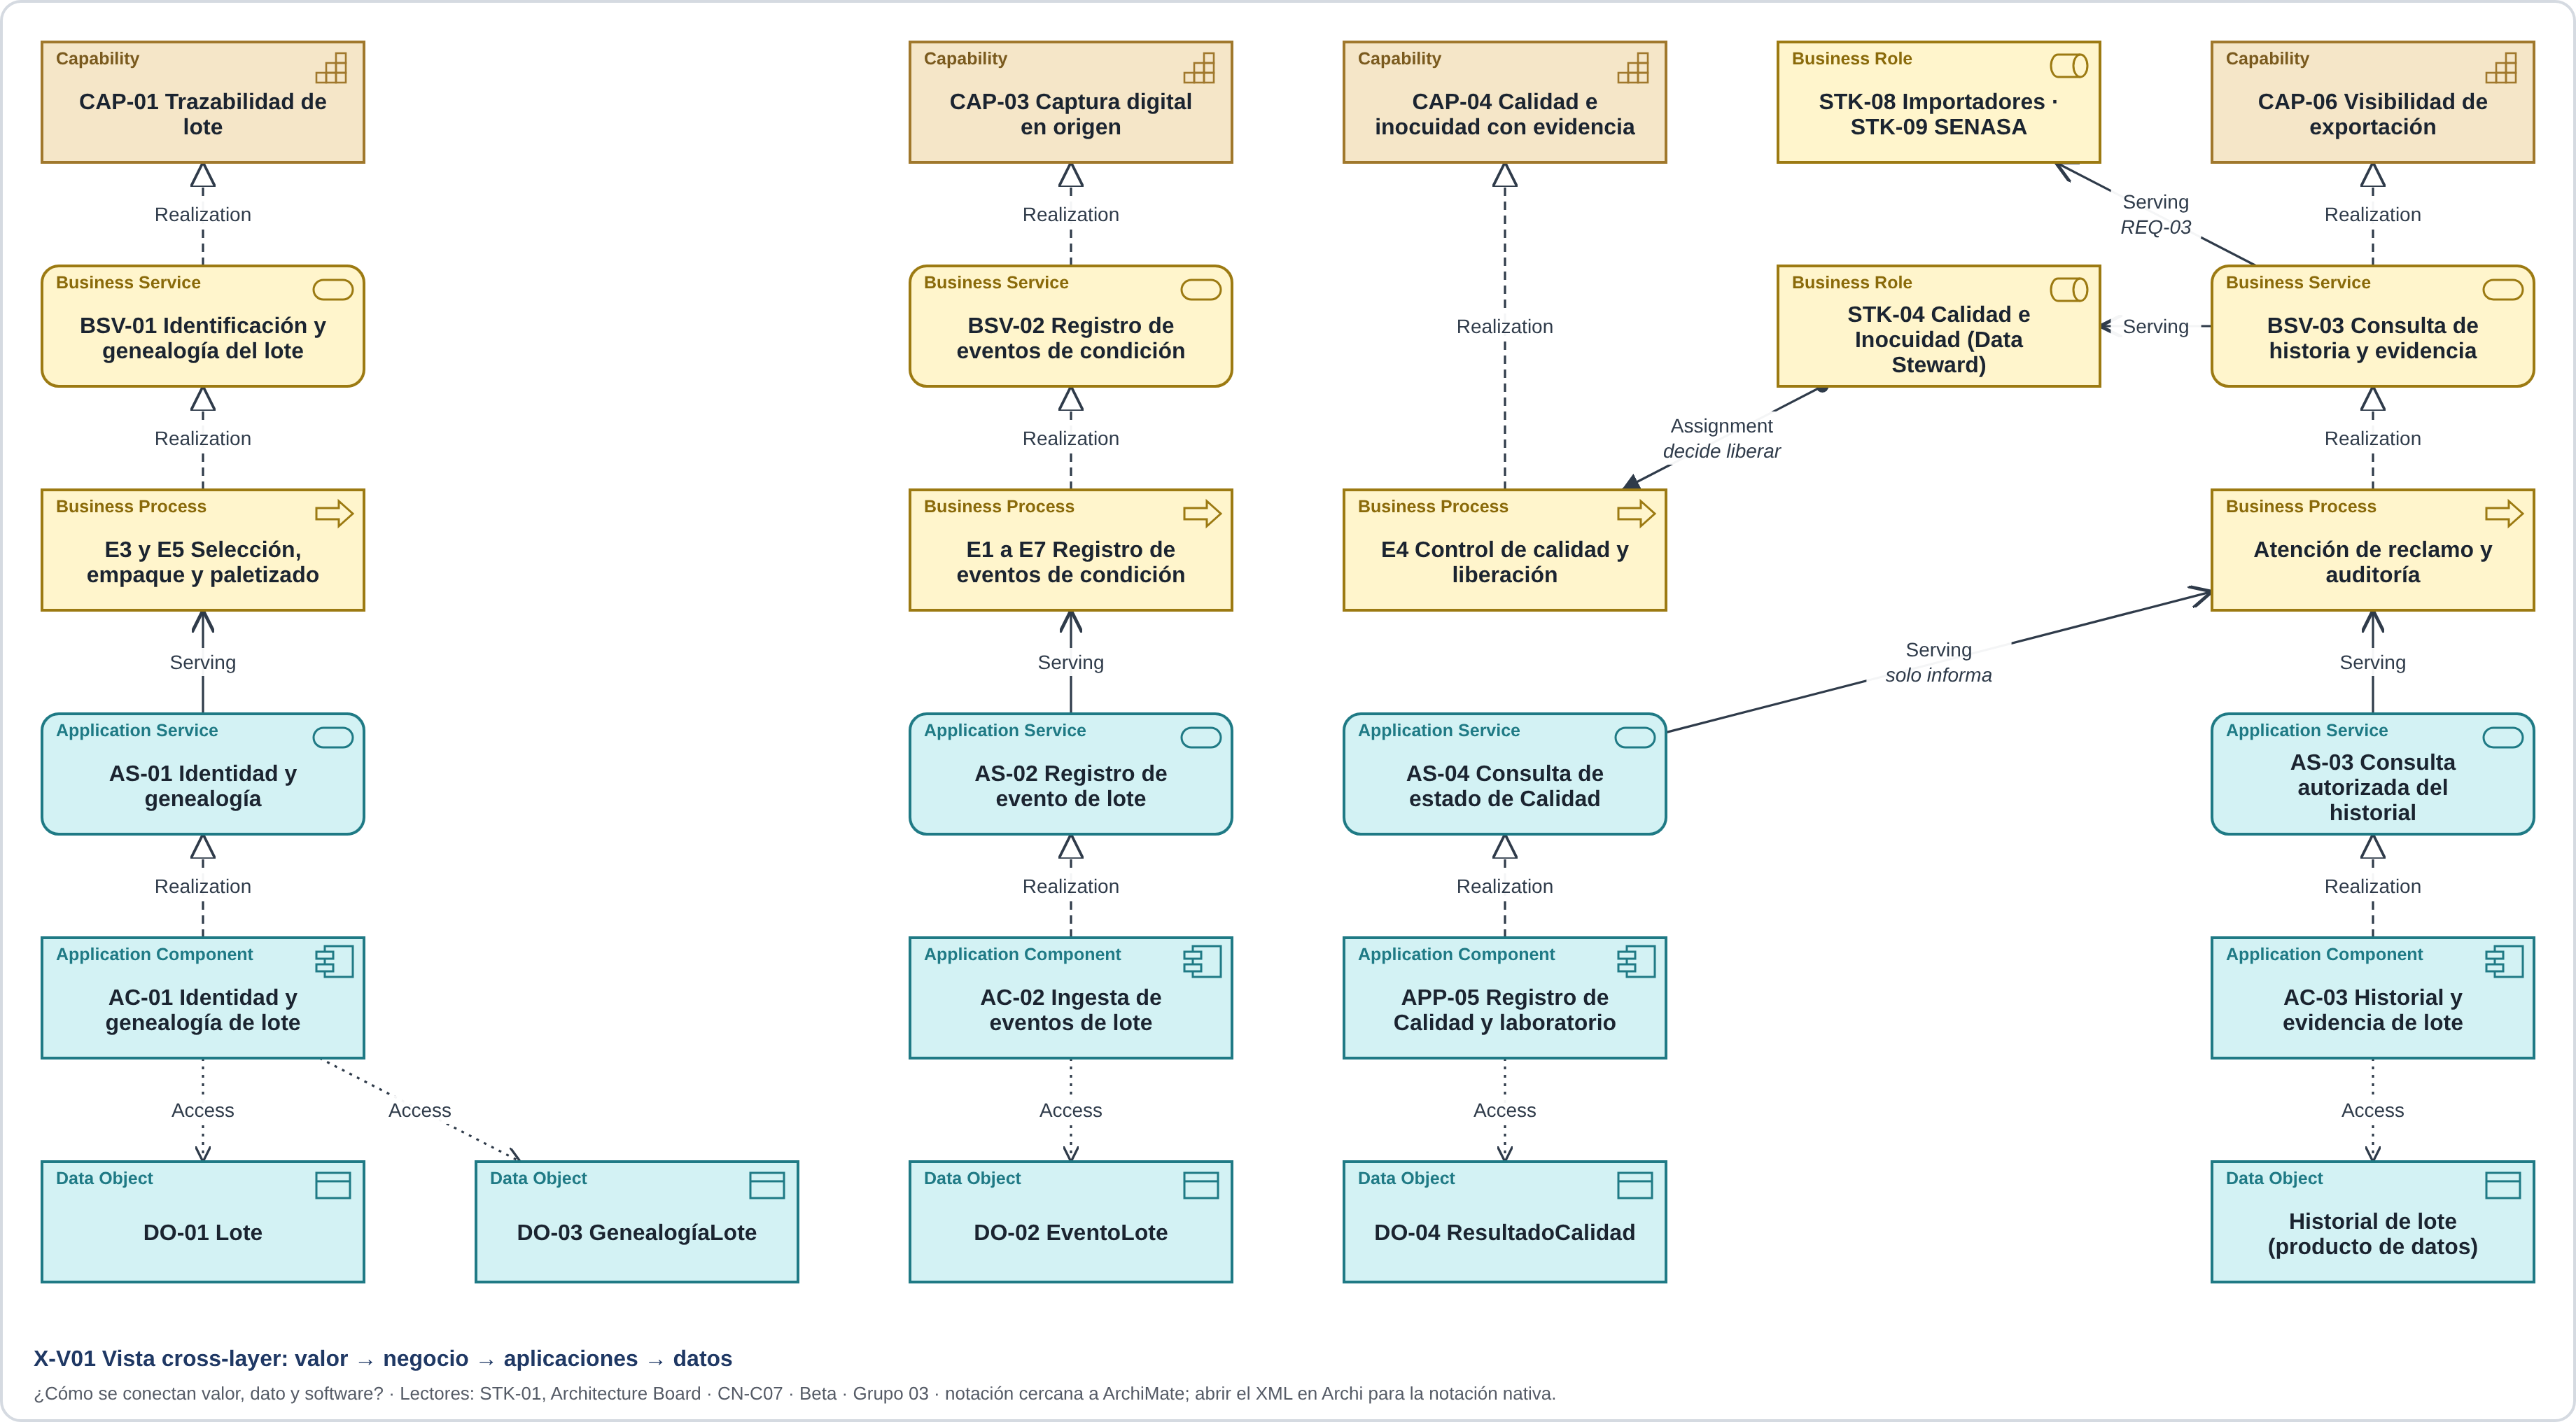 Capability
CAP-01 Trazabilidad de
lote
Capability
CAP-03 Captura digital
en origen
Capability
CAP-04 Calidad e
inocuidad con evidencia
Business Role
STK-08 Importadores ·
STK-09 SENASA
Capability
CAP-06 Visibilidad de
exportación
Realization
Realization
Serving
REQ-03
Realization
Business Service
BSV-01 Identificación y
genealogía del lote
Business Service
BSV-02 Registro de
eventos de condición
Realization
Business Role
STK-04 Calidad e
Inocuidad (Data
Steward)
Serving
Business Service
BSV-03 Consulta de
historia y evidencia
Realization
Realization
Assignment
decide liberar
Realization
Business Process
E3 y E5 Selección,
empaque y paletizado
Business Process
E1 a E7 Registro de
eventos de condición
Business Process
E4 Control de calidad y
liberación
Business Process
Atención de reclamo y
auditoría
Serving
Serving
Serving
solo informa
Serving
Application Service
AS-01 Identidad y
genealogía
Application Service
AS-02 Registro de
evento de lote
Application Service
AS-04 Consulta de
estado de Calidad
Application Service
AS-03 Consulta
autorizada del
historial
Realization
Realization
Realization
Realization
Application Component
AC-01 Identidad y
genealogía de lote
Application Component
AC-02 Ingesta de
eventos de lote
Application Component
APP-05 Registro de
Calidad y laboratorio
Application Component
AC-03 Historial y
evidencia de lote
Access
Access
Access
Access
Access
Data Object
DO-01 Lote
Data Object
DO-03 GenealogíaLote
Data Object
DO-02 EventoLote
Data Object
DO-04 ResultadoCalidad
Data Object
Historial de lote
(producto de datos)
X-V01 Vista cross-layer: valor → negocio → aplicaciones → datos
¿Cómo se conectan valor, dato y software? · Lectores: STK-01, Architecture Board · CN-C07 · Beta · Grupo 03 · notación cercana a ArchiMate; abrir el XML en Archi para la notación nativa.